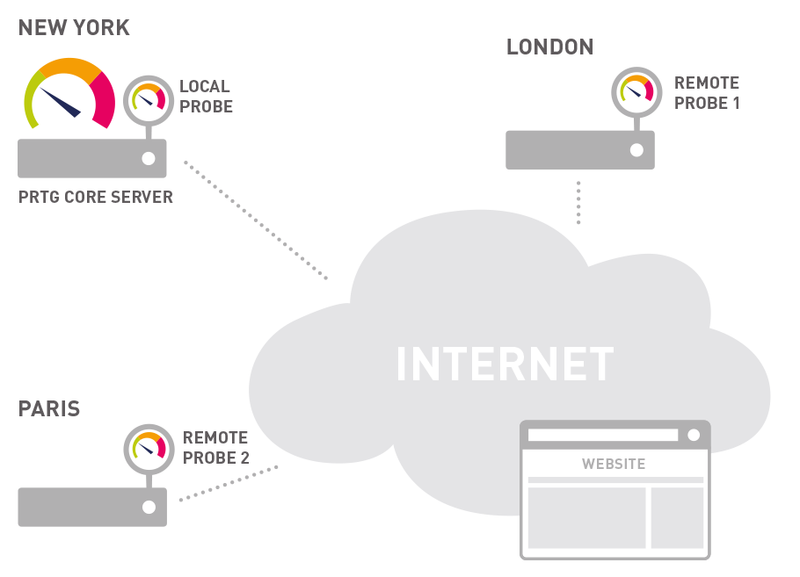 NEW YORK
LOCAL
PROBE
PRTG CORE SERVER
LONDON
REMOTE
PROBE 1
INTERNET
PARIS
REMOTE
PROBE 2
WEBSITE